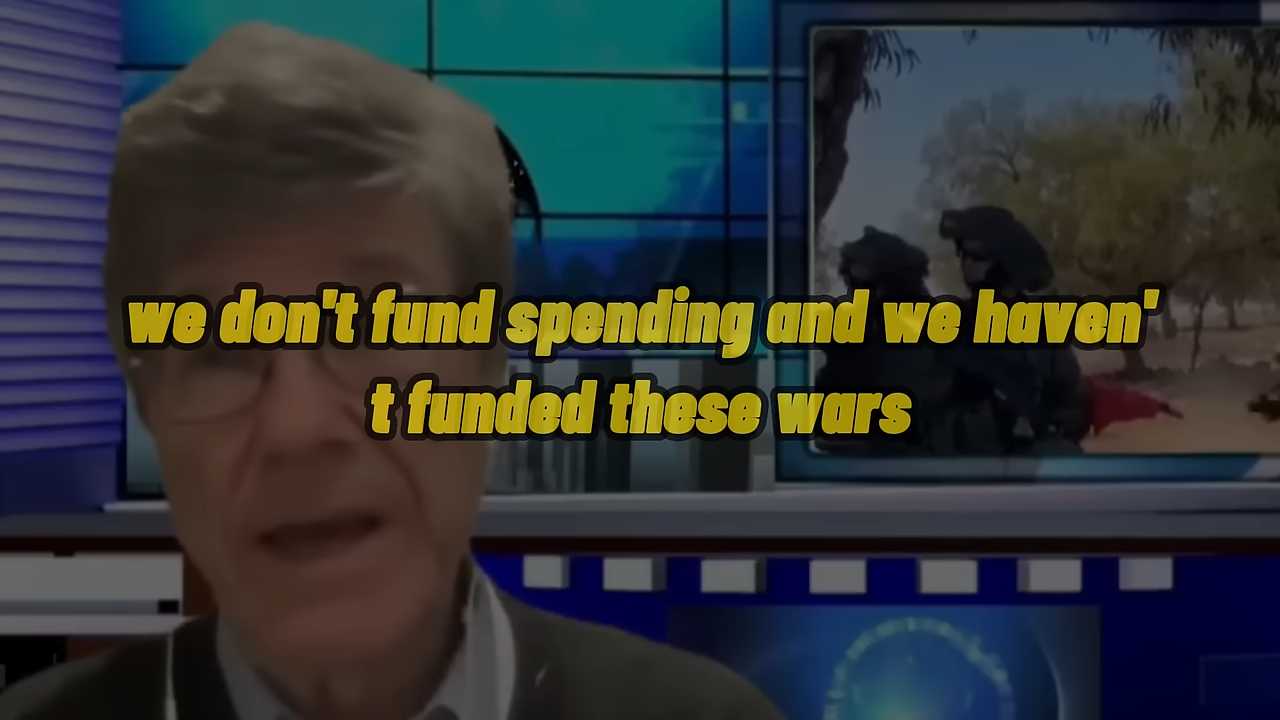 we don't fund spending and we haven'
t funded these wars